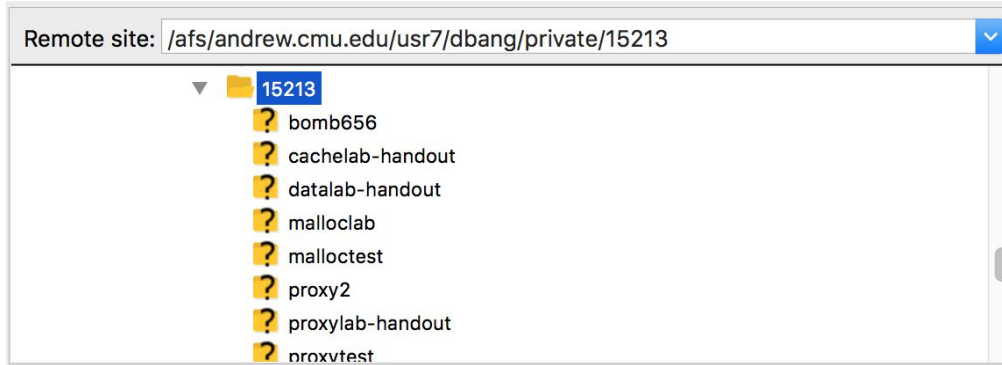 Remote site: /afs/andrew.cmu.edu/usr7/dbang/private/15213
15213
bomb656
cachelab-handout
datalab-handout
malloclab
malloctest
proxy2
proxylab-handout
proxytest